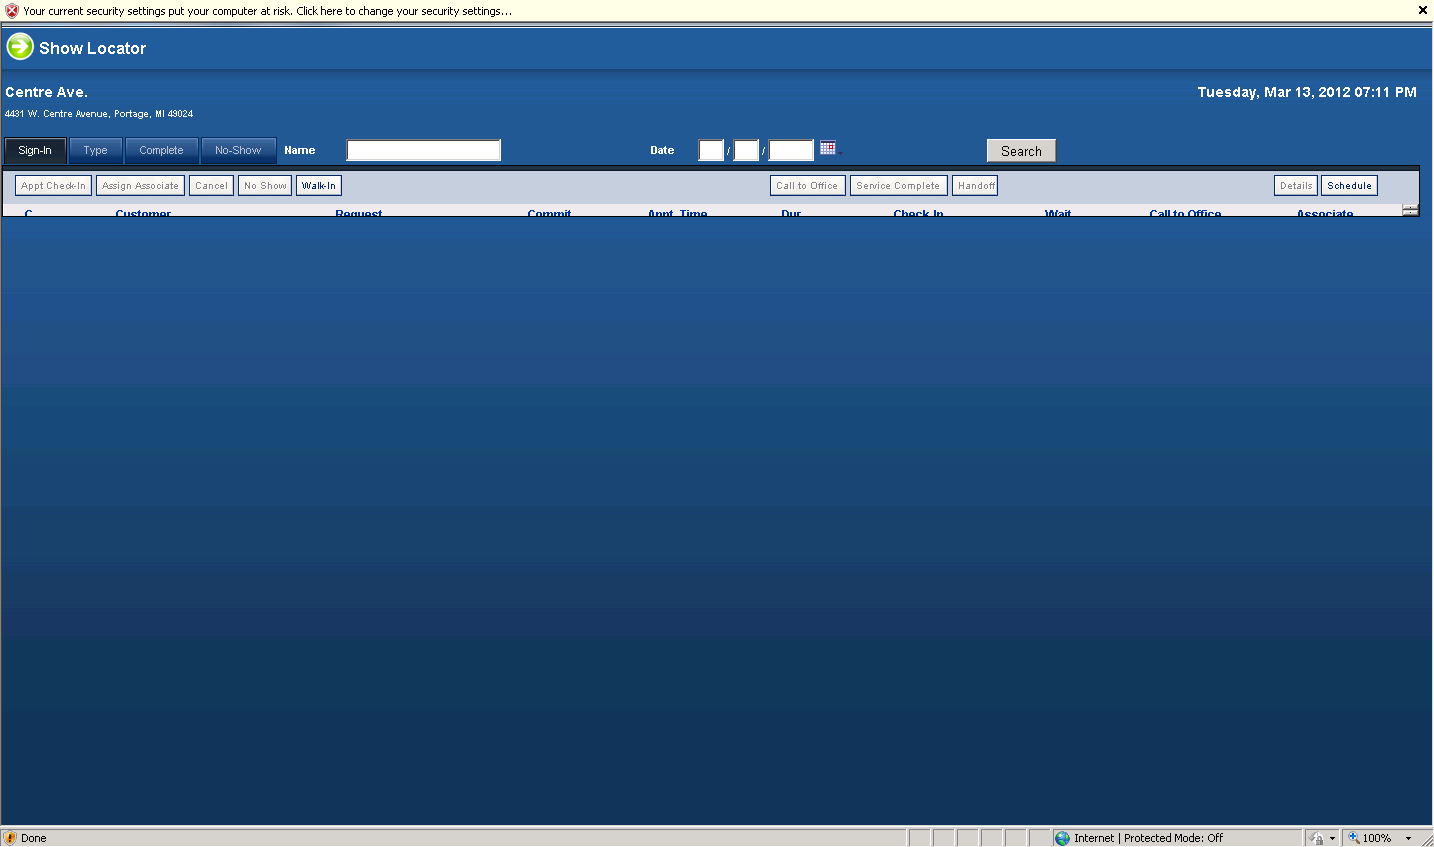 Your current security settings put your computer at risk. Click here to change your security settings...
Show Locator
Centre Ave.
Tuesday, Mar 13, 2012 07:11 PM
4431 W. Centre Avenue, Portage, MI 49024
Sign-In Type Complete No-Show Name Date / / Search
Appt Check-In Assign Associate Cancel No Show Walk-In Call to Office Service Complete Handoff Details Schedule
C Customer Request Commit Appt. Time Dur Check In Wait Call to Office Associate
Done Internet | Protected Mode: Off 100%